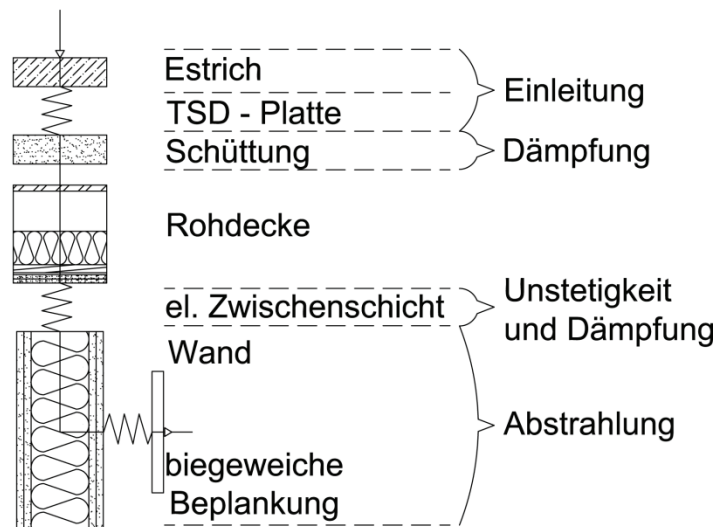 Estrich
TSD - Platte
Schüttung
Rohdecke
el. Zwischenschicht
Wand
biegeweiche
Beplankung
Einleitung
Dämpfung
Unstetigkeit
und Dämpfung
Abstrahlung